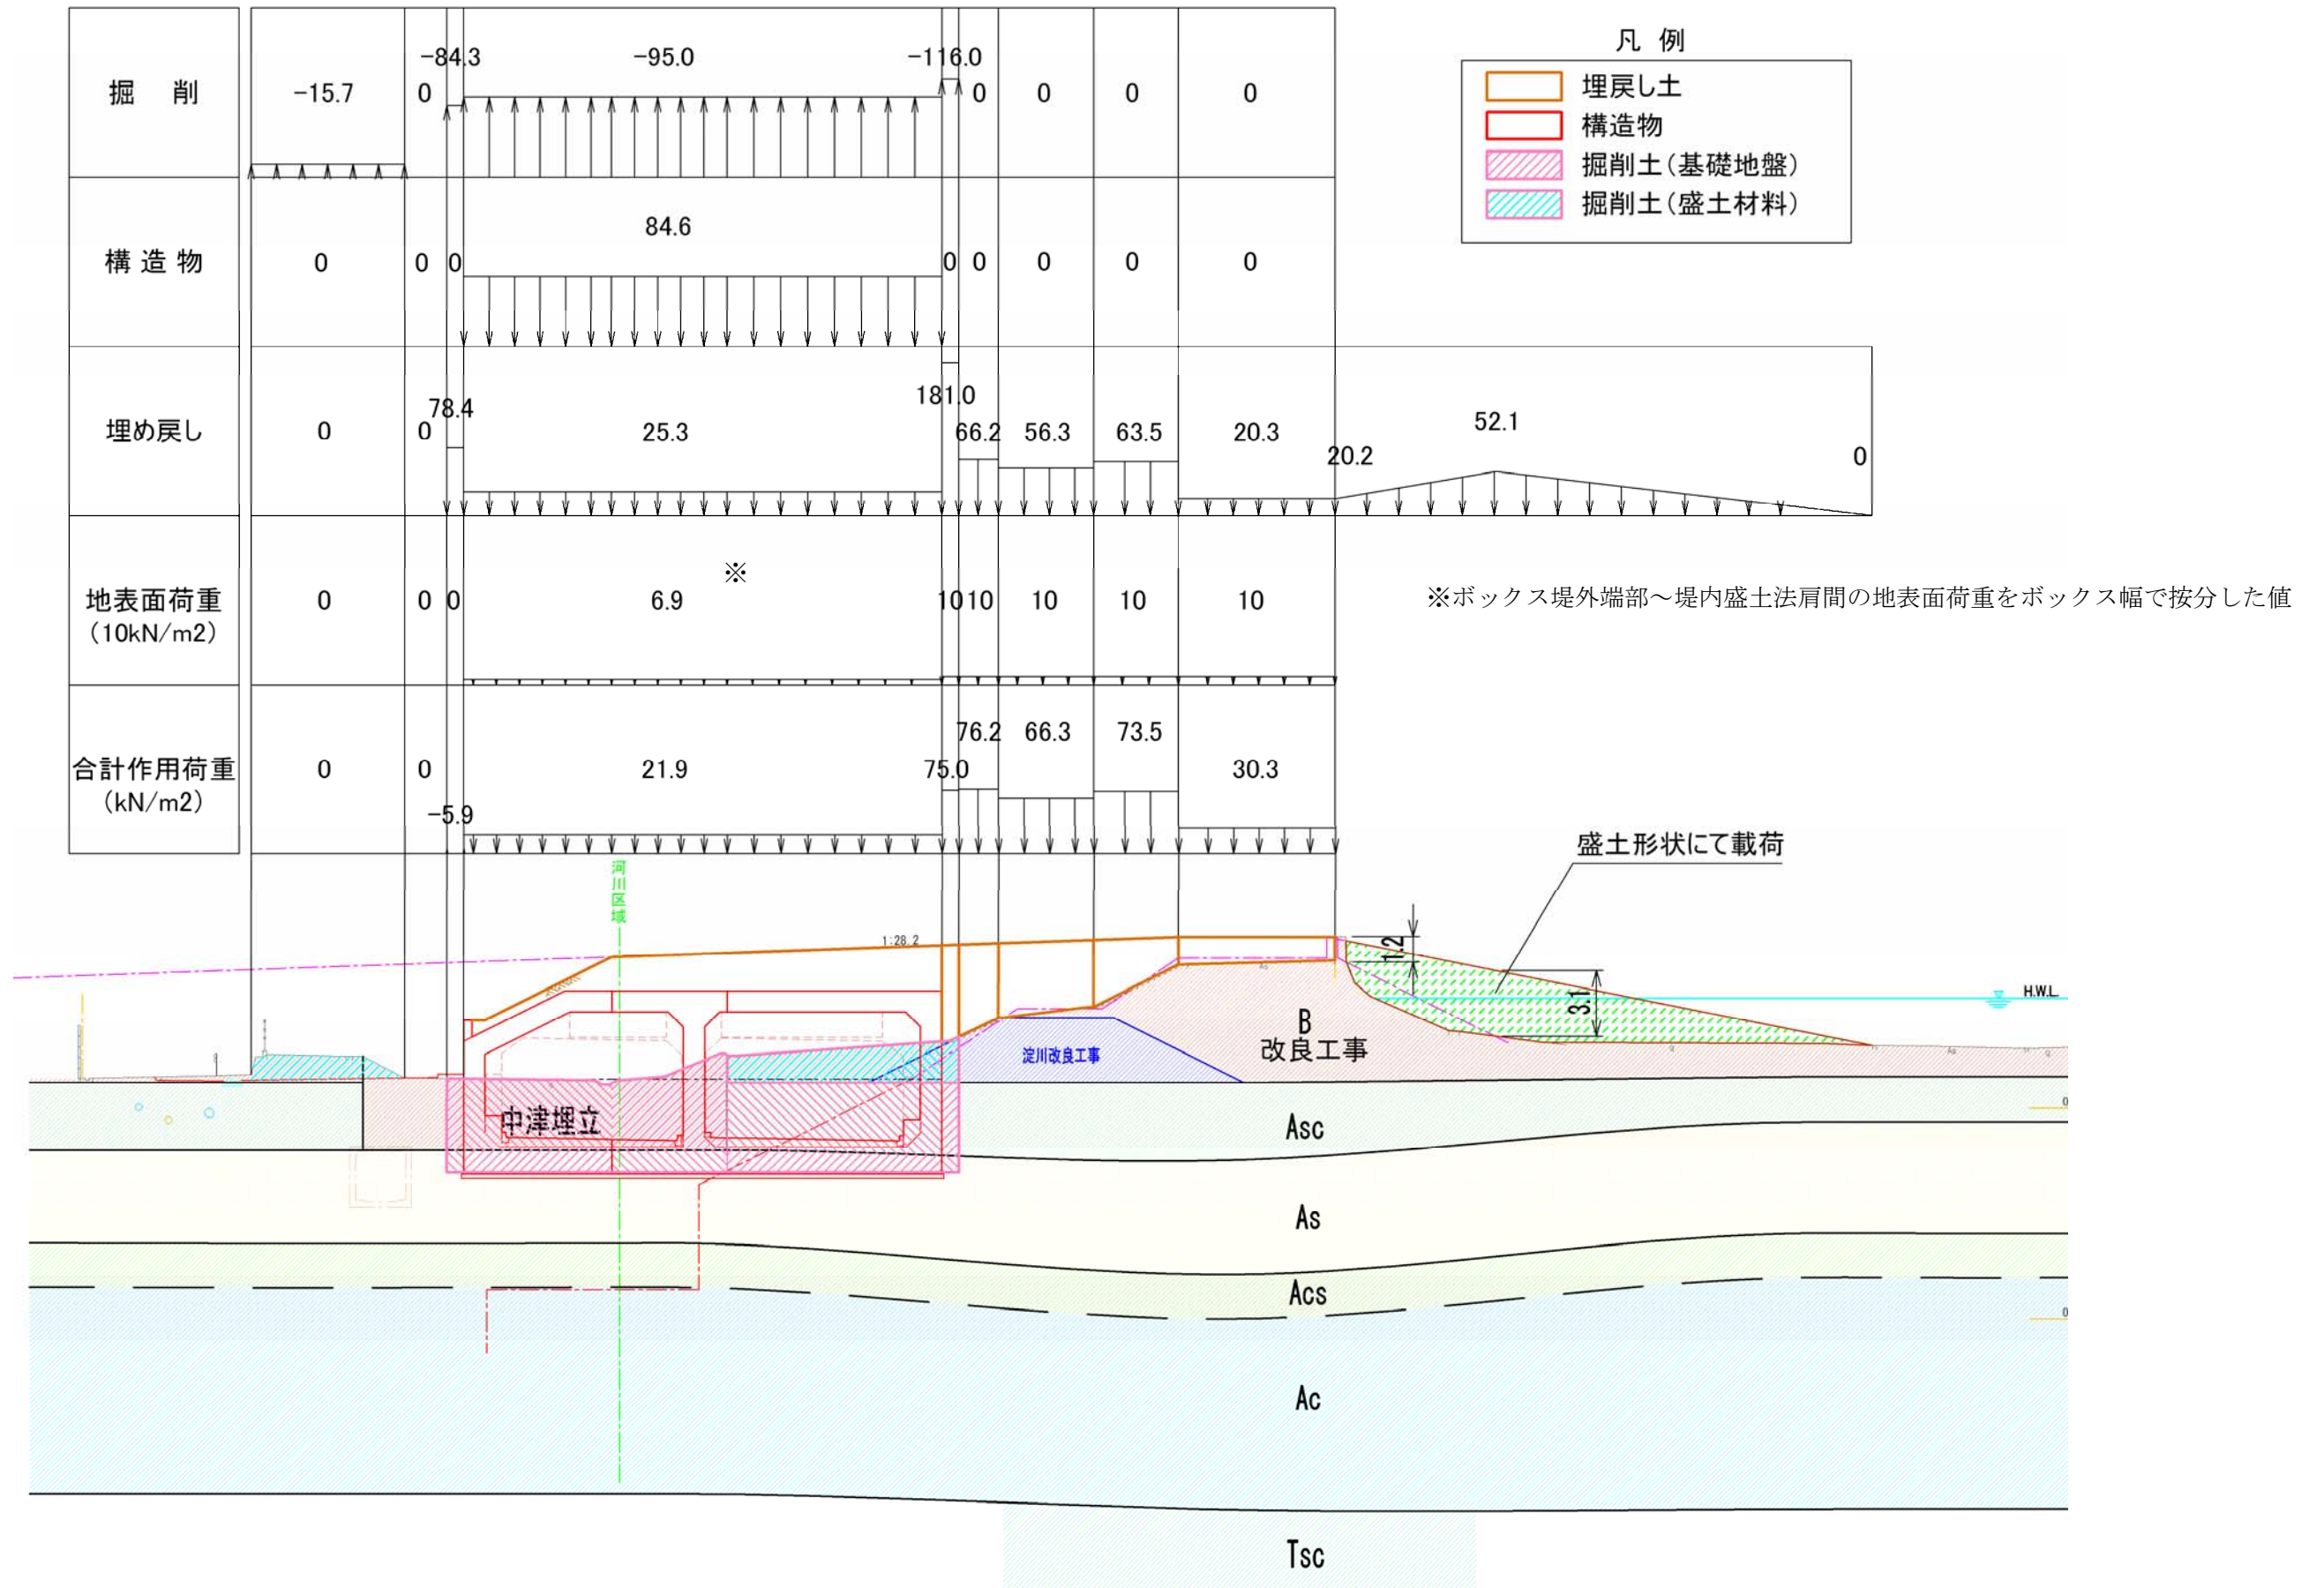 凡 例
埋戻し土
構造物
掘削土(基礎地盤)
掘削土(盛土材料)
掘 削
-15.7
0
-84.3
-95.0
-116.0
0
0
0
0
構 造 物
0
0
0
84.6
0
0
0
0
0
埋め戻し
0
0
78.4
25.3
181.0
66.2
56.3
63.5
20.3
20.2
52.1
0
地表面荷重
(10kN/m2)
0
0
0
6.9
※
10
10
10
10
10
※ボックス堤外端部~堤内盛土法肩間の地表面荷重をボックス幅で按分した値
合計作用荷重
(kN/m2)
0
0
-5.9
21.9
75.0
76.2
66.3
73.5
30.3
盛土形状にて載荷
河川区域
1:28.2
1.2
3.1
H.W.L.
淀川改良工事
B
改良工事
中津埋立
Asc
As
Acs
Ac
Tsc